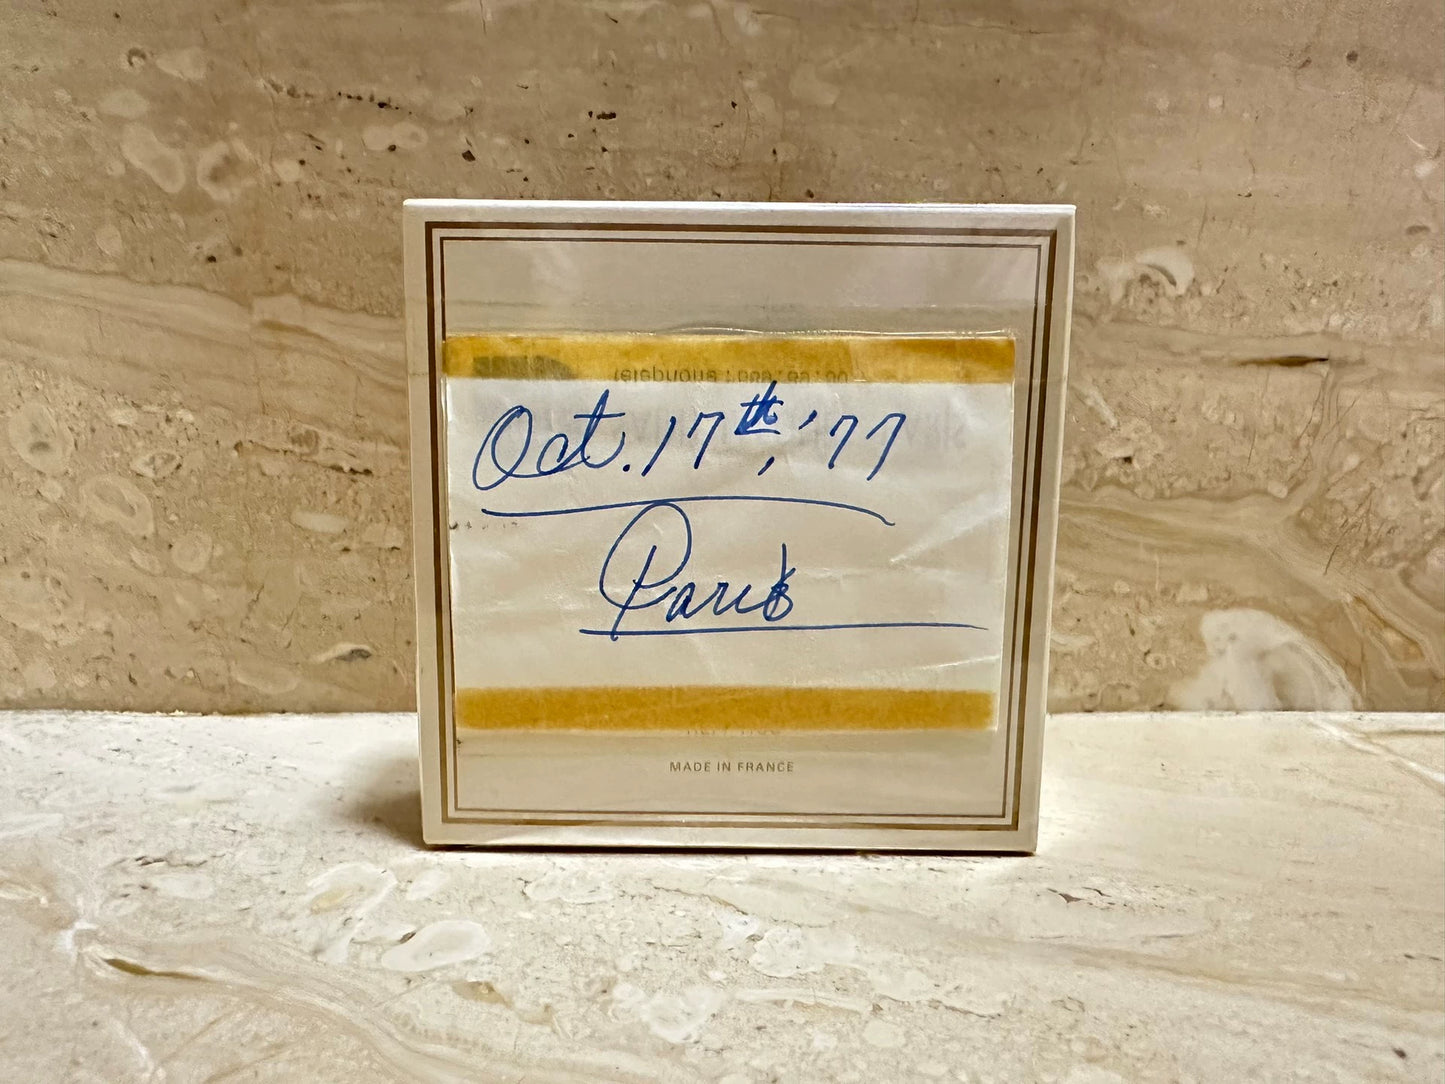 Oct. 17th, '77
Paris
MADE IN FRANCE